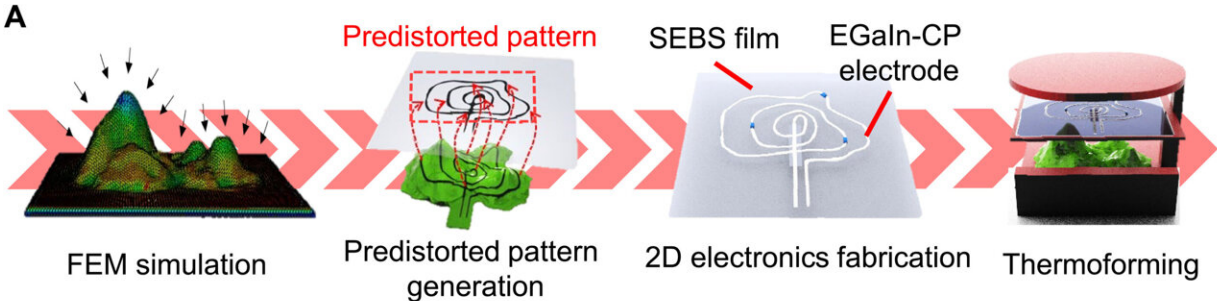 A
Predistorted pattern
SEBS film
EGaIn-CP
electrode
FEM simulation
Predistorted pattern
generation
2D electronics fabrication
Thermoforming